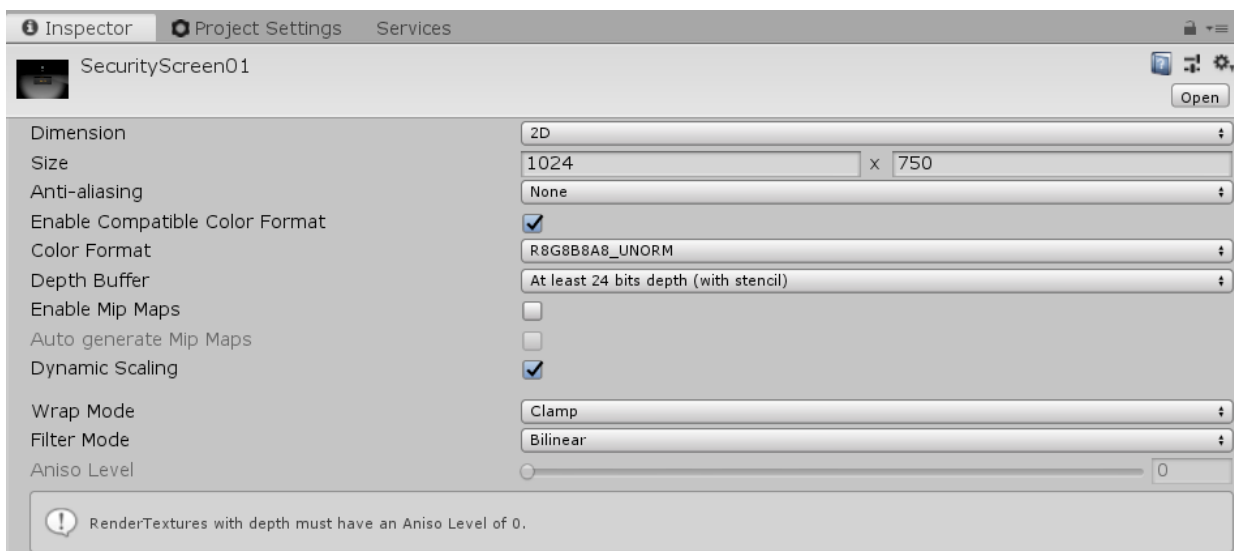 Inspector Project Settings Services
SecurityScreen01
Open
Dimension 2D
Size 1024 x 750
Anti-aliasing None
Enable Compatible Color Format
Color Format R8G8B8A8_UNORM
Depth Buffer At least 24 bits depth (with stencil)
Enable Mip Maps
Auto generate Mip Maps
Dynamic Scaling
Wrap Mode Clamp
Filter Mode Bilinear
Aniso Level 0
RenderTextures with depth must have an Aniso Level of 0.